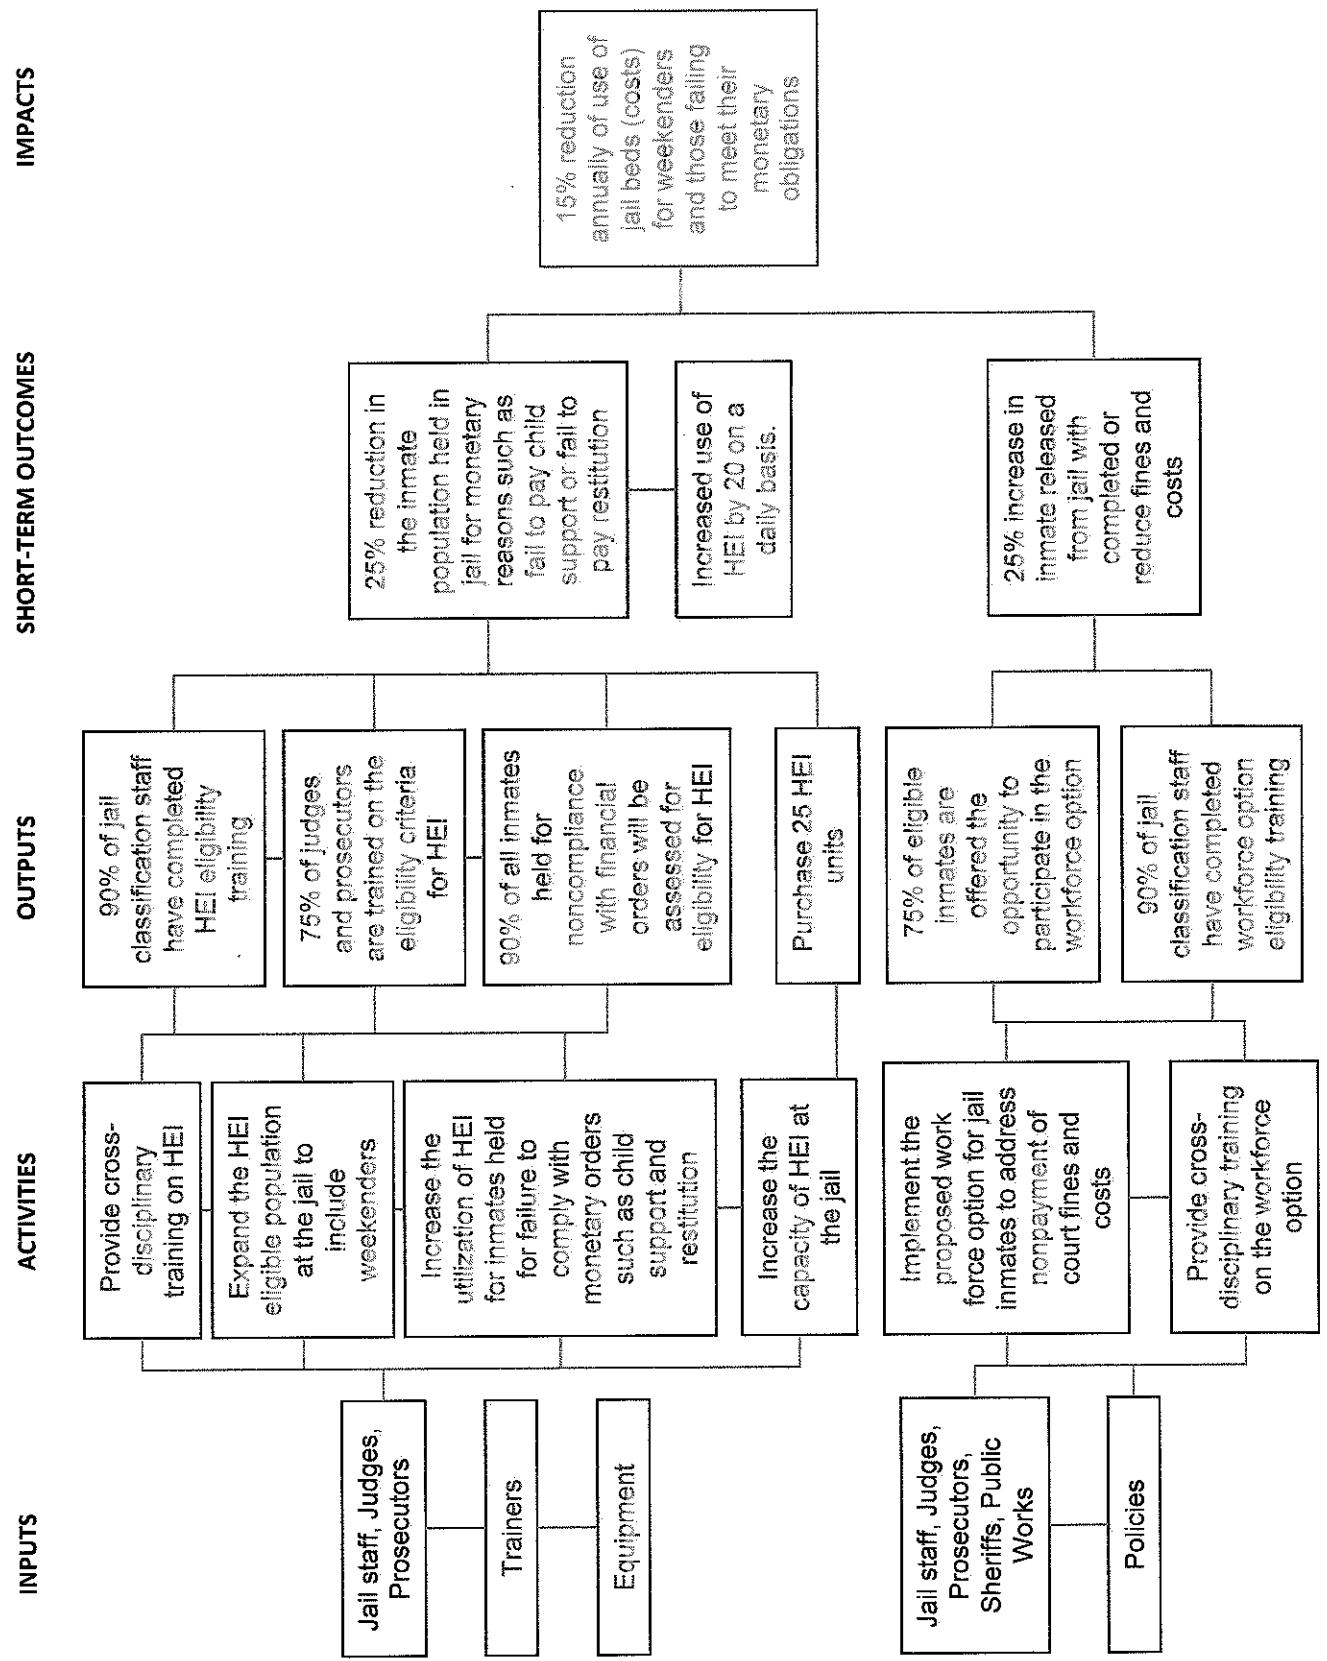 INPUTS
ACTIVITIES
OUTPUTS
SHORT-TERM OUTCOMES
IMPACTS
Jail staff, Judges,
Prosecutors
Trainers
Equipment
Jail staff, Judges,
Prosecutors,
Sheriffs, Public
Works
Policies
Provide cross-
disciplinary
training on HEI
Expand the HEI
eligible population
at the jail to
include
weekenders
Increase the
utilization of HEI
for inmates held
for failure to
comply with
monetary orders
such as child
support and
restitution
Increase the
capacity of HEI at
the jail
Implement the
proposed work
force option for jail
inmates to address
nonpayment of
court fines and
costs
Provide cross-
disciplinary training
on the workforce
option
90% of jail
classification staff
have completed
HEI eligibility
training
75% of judges
and prosecutors
are trained on the
eligibility criteria
for HEI
90% of all inmates
held for
noncompliance
with financial
orders will be
assessed for
eligibility for HEI
Purchase 25 HEI
units
75% of eligible
inmates are
offered the
opportunity to
participate in the
workforce option
90% of jail
classification staff
have completed
workforce option
eligibility training
25% reduction in
the inmate
population held in
jail for monetary
reasons such as
fail to pay child
support or fail to
pay restitution
Increased use of
HEI by 20 on a
daily basis.
25% increase in
inmate released
from jail with
completed or
reduce fines and
costs
15% reduction
annually of use of
jail beds (costs)
for weekenders
and those failing
to meet their
monetary
obligations